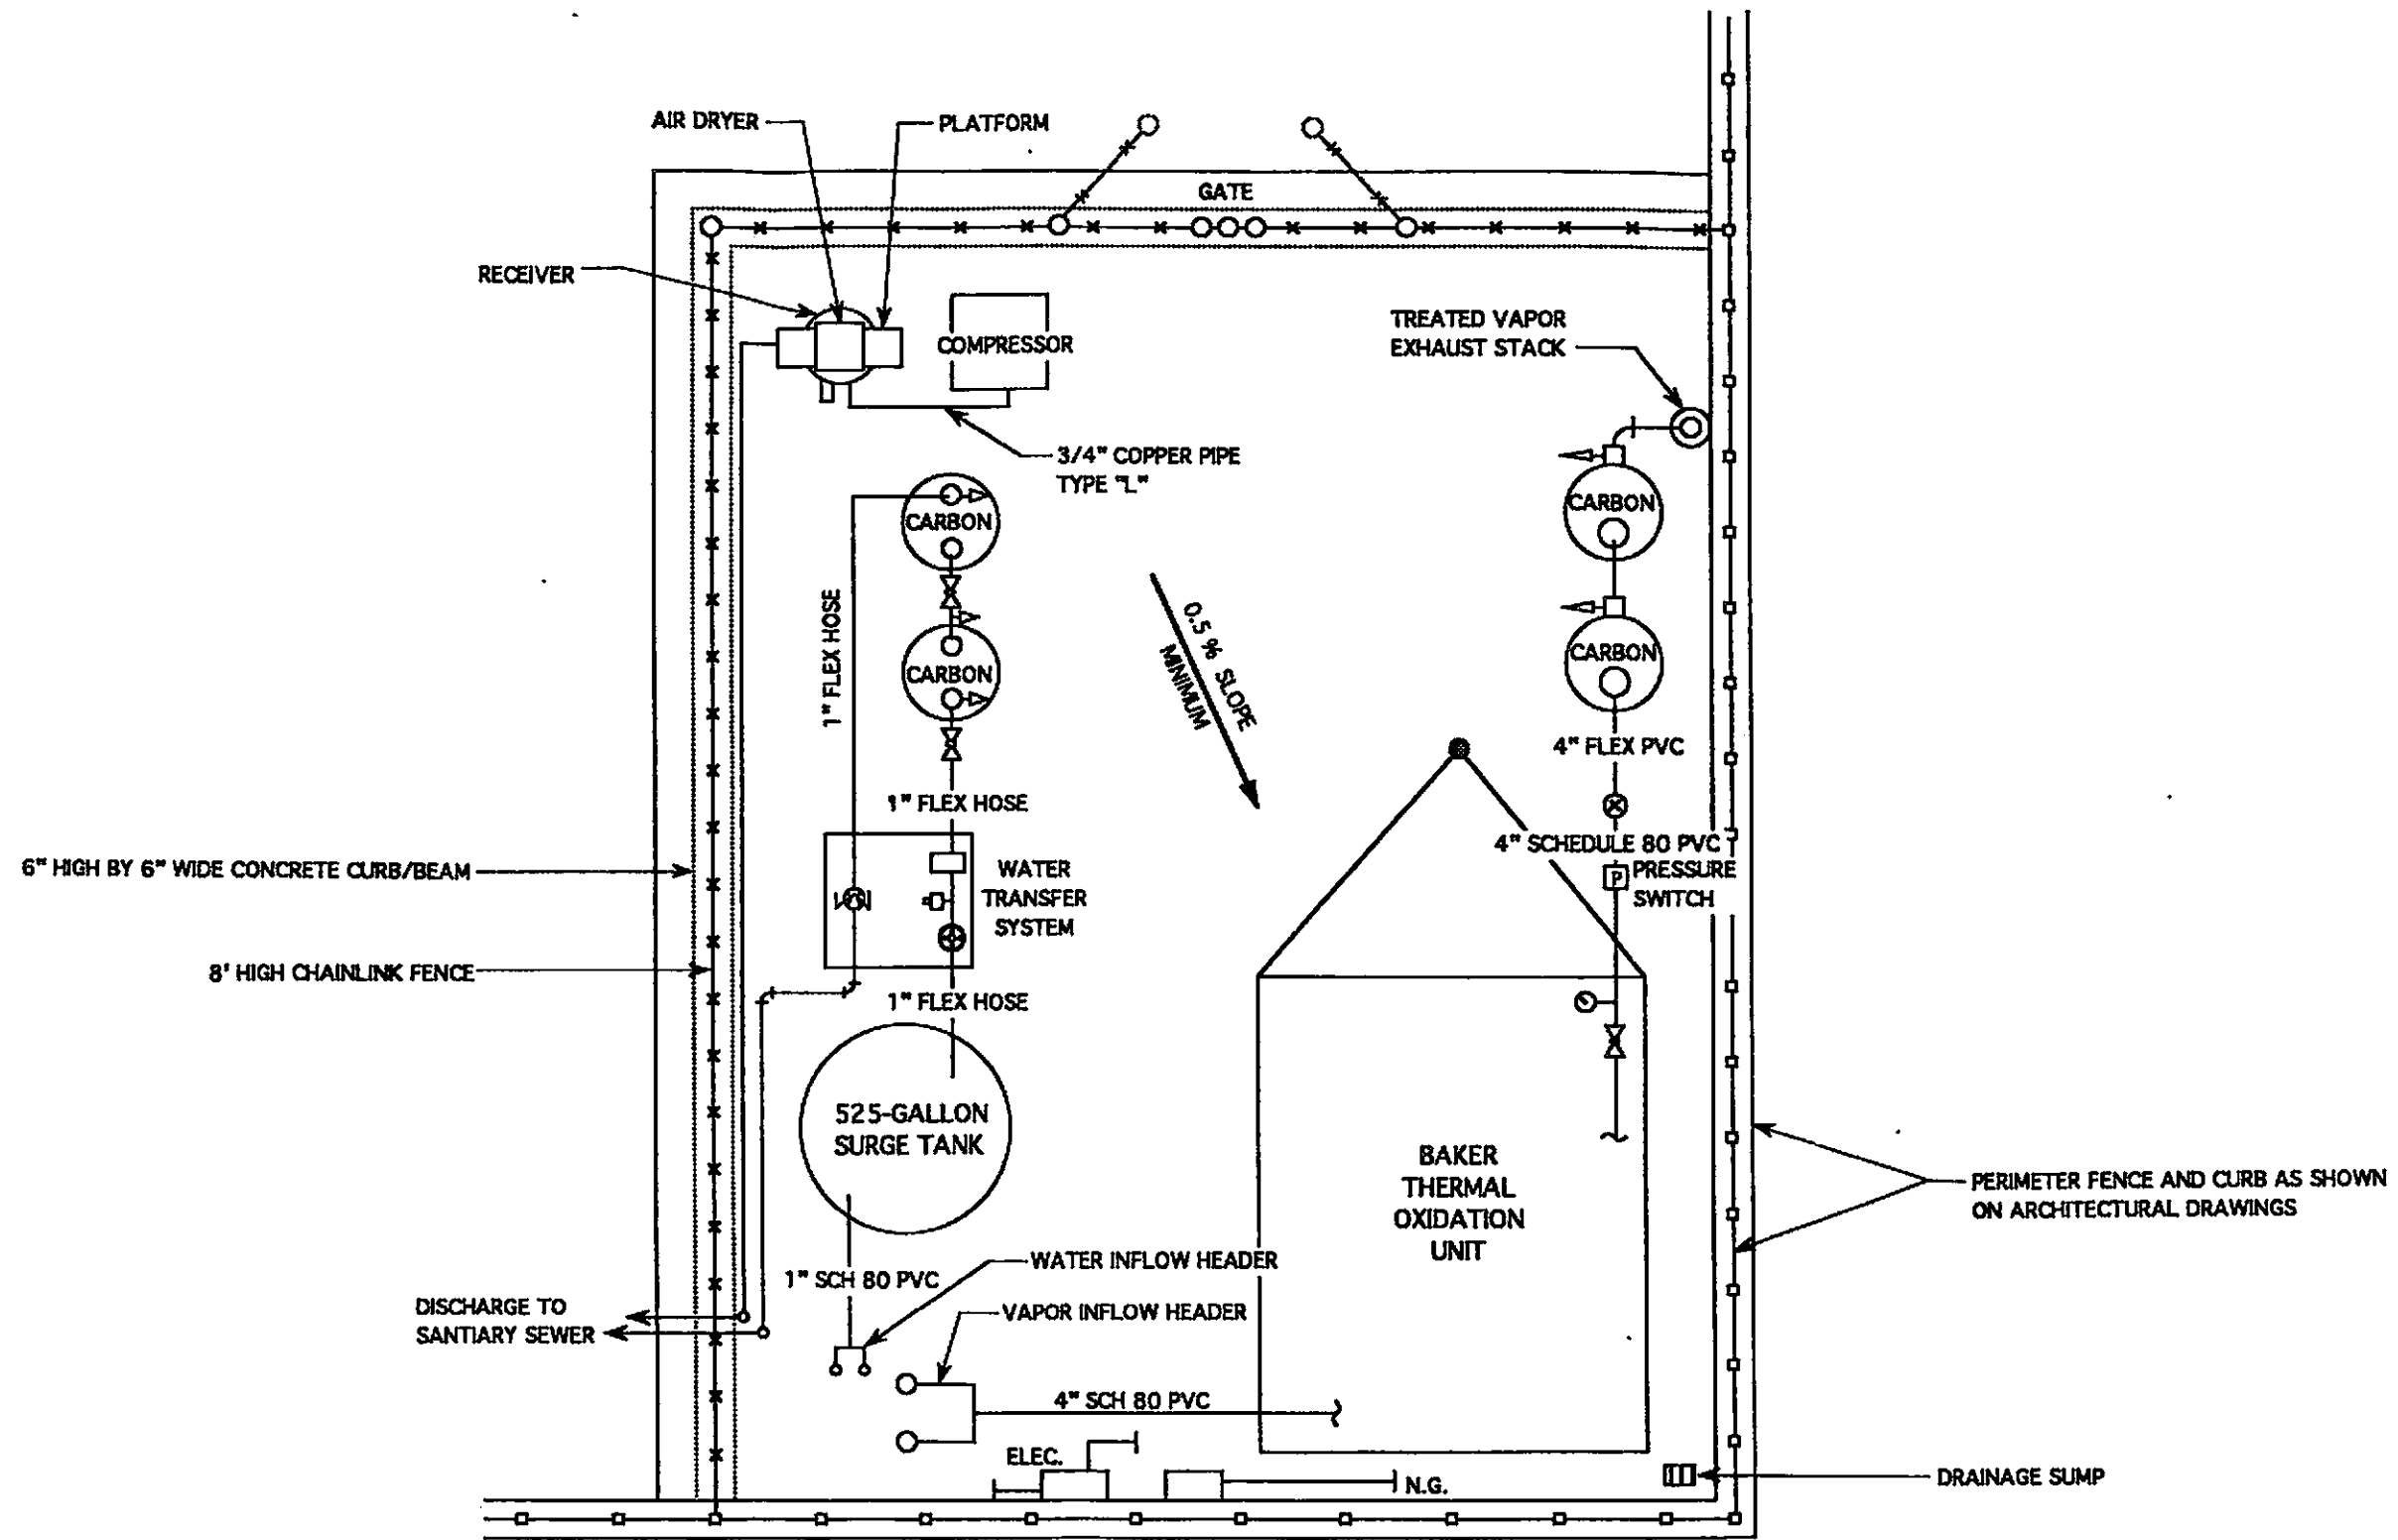 AIR DRYER
PLATFORM
GATE
RECEIVER
COMPRESSOR
TREATED VAPOR
EXHAUST STACK
3/4" COPPER PIPE
TYPE "L"
CARBON
CARBON
1" FLEX HOSE
0.5 % SLOPE
MINIMUM
CARBON
CARBON
4" FLEX PVC
1" FLEX HOSE
4" SCHEDULE 80 PVC
6" HIGH BY 6" WIDE CONCRETE CURB/BEAM
WATER
TRANSFER
SYSTEM
P
PRESSURE
SWITCH
8' HIGH CHAINLINK FENCE
1" FLEX HOSE
525-GALLON
SURGE TANK
BAKER
THERMAL
OXIDATION
UNIT
PERIMETER FENCE AND CURB AS SHOWN
ON ARCHITECTURAL DRAWINGS
WATER INFLOW HEADER
1" SCH 80 PVC
DISCHARGE TO
SANTIARY SEWER
VAPOR INFLOW HEADER
4" SCH 80 PVC
ELEC.
N.G.
DRAINAGE SUMP